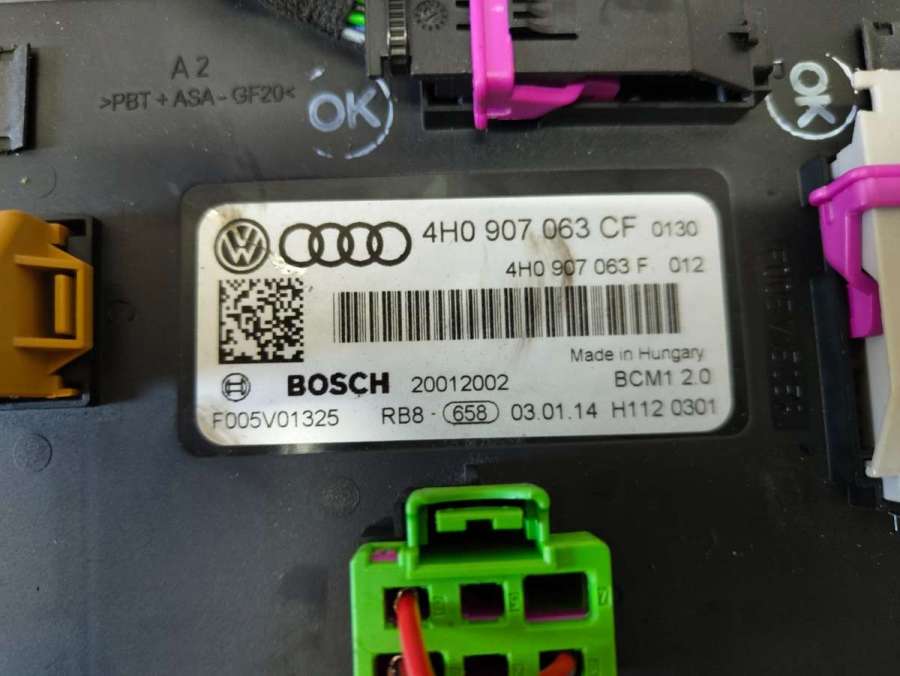 A2
>PBT+ASA-GF20<
OK
OK
4H0 907 063 CF 0130
4H0 907 063 F 012
Made in Hungary
BOSCH 20012002 BCM1 2.0
F005V01325 RB8- 658 03.01.14 H112 0301